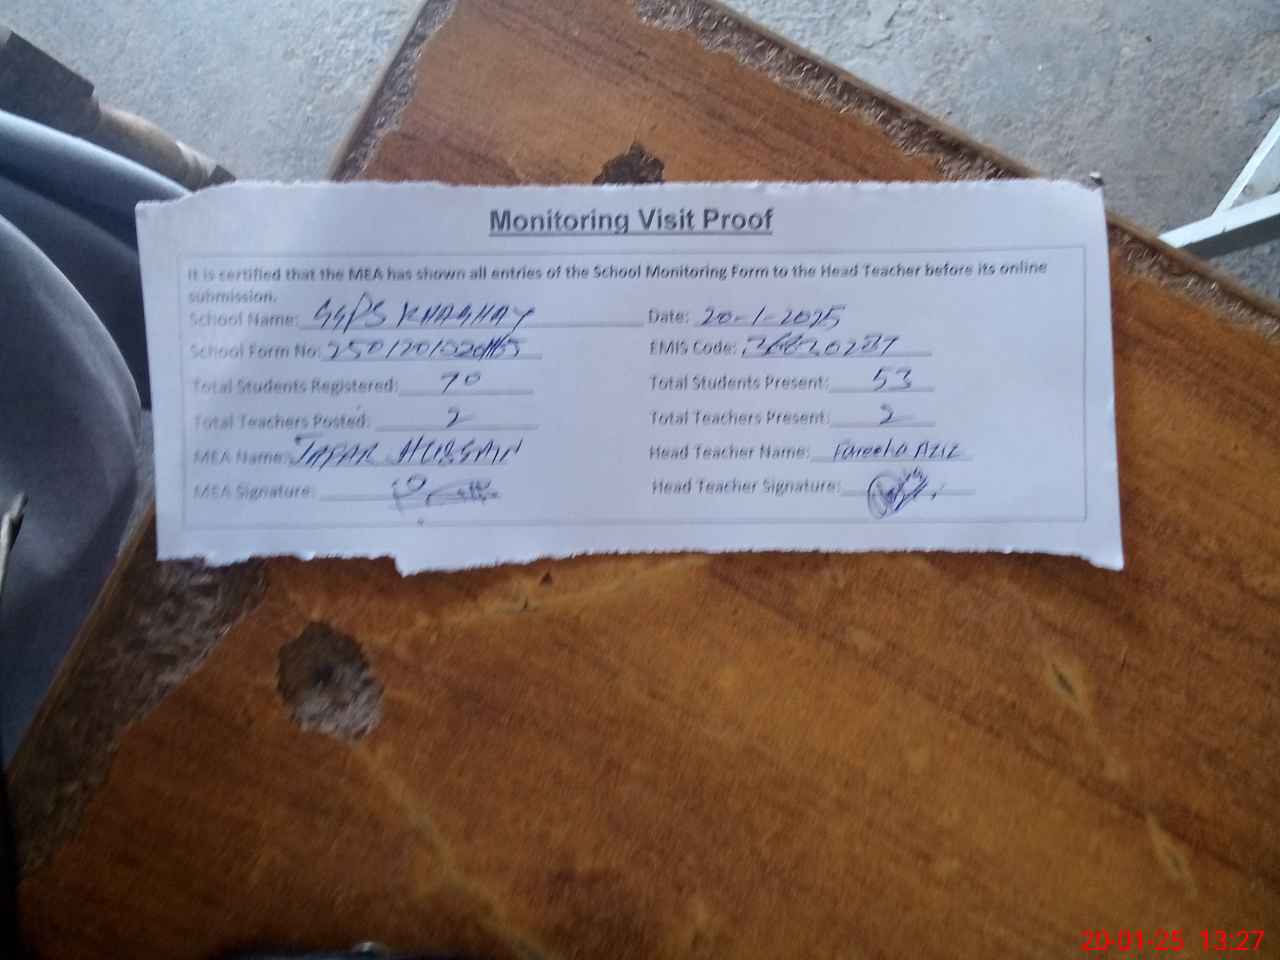 Monitoring Visit Proof
It is certified that the MEA has shown all entries of the School Monitoring Form to the Head Teacher before its online
submission.
School Name: GGPS KHAGHAY Date: 20-1-2025
School Form No: EMIS Code:
Total Students Registered: 70 Total Students Present: 53
Total Teachers Posted: 2 Total Teachers Present: 2
MEA Name: Head Teacher Name: Fareeha Aziz
MEA Signature: Head Teacher Signature:
20-01-25 13:27